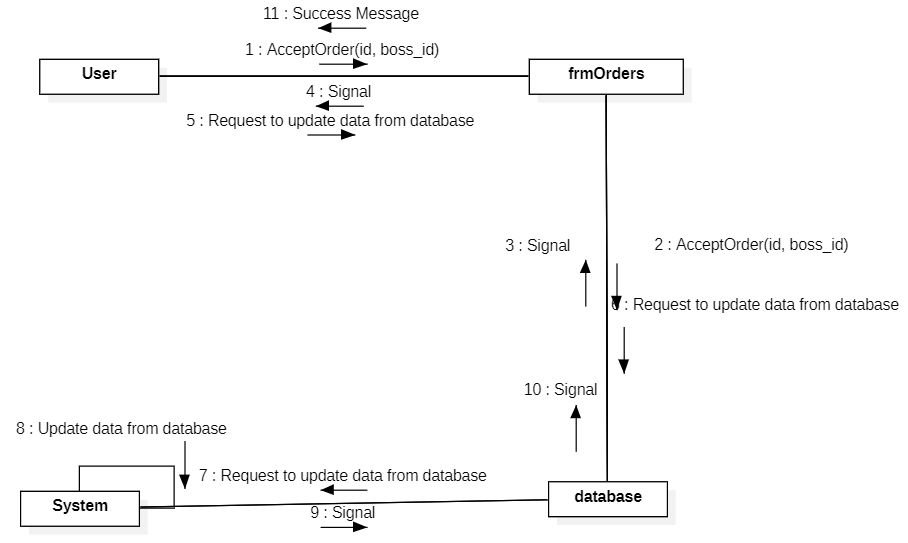 11 : Success Message
1 : AcceptOrder(id, boss_id)
User
frmOrders
4 : Signal
5 : Request to update data from database
3 : Signal
2 : AcceptOrder(id, boss_id)
6 : Request to update data from database
10 : Signal
8 : Update data from database
7 : Request to update data from database
System
database
9 : Signal